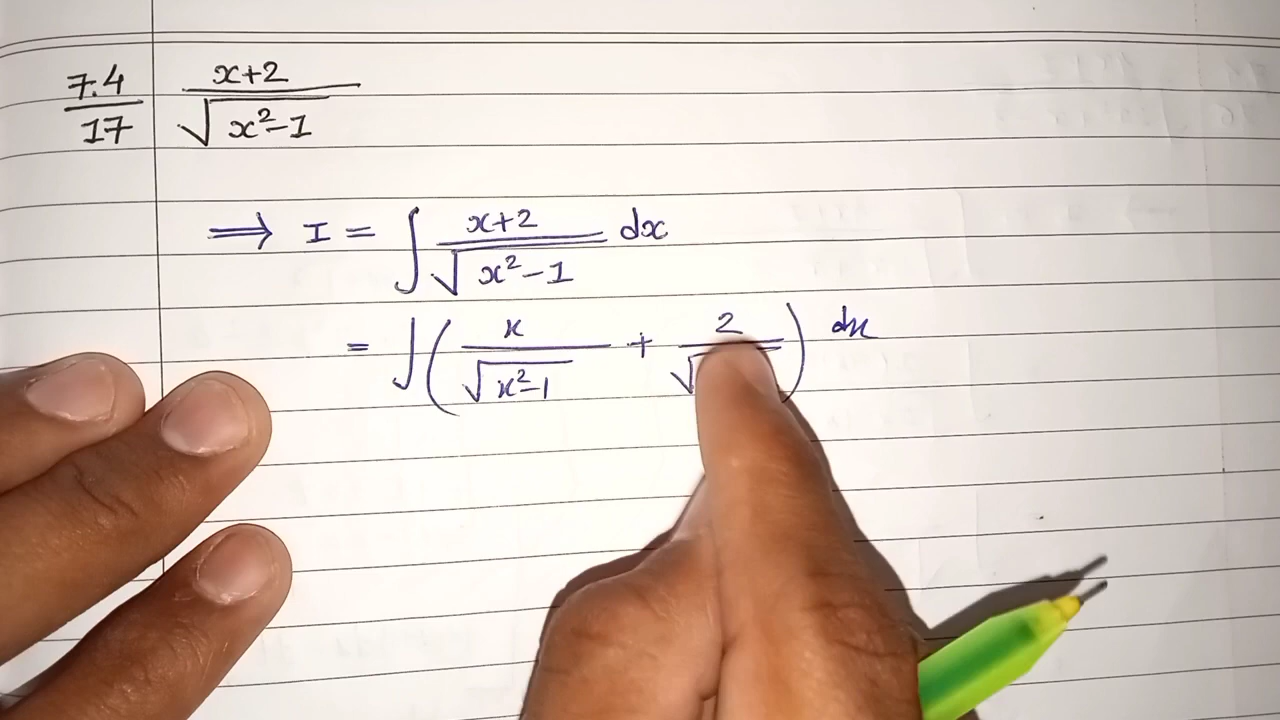 7.4/17 (x+2)/√(x²-1)
⟹ I = ∫ (x+2)/√(x²-1) dx
= ∫ ( x/√(x²-1) + 2/√ ) dx